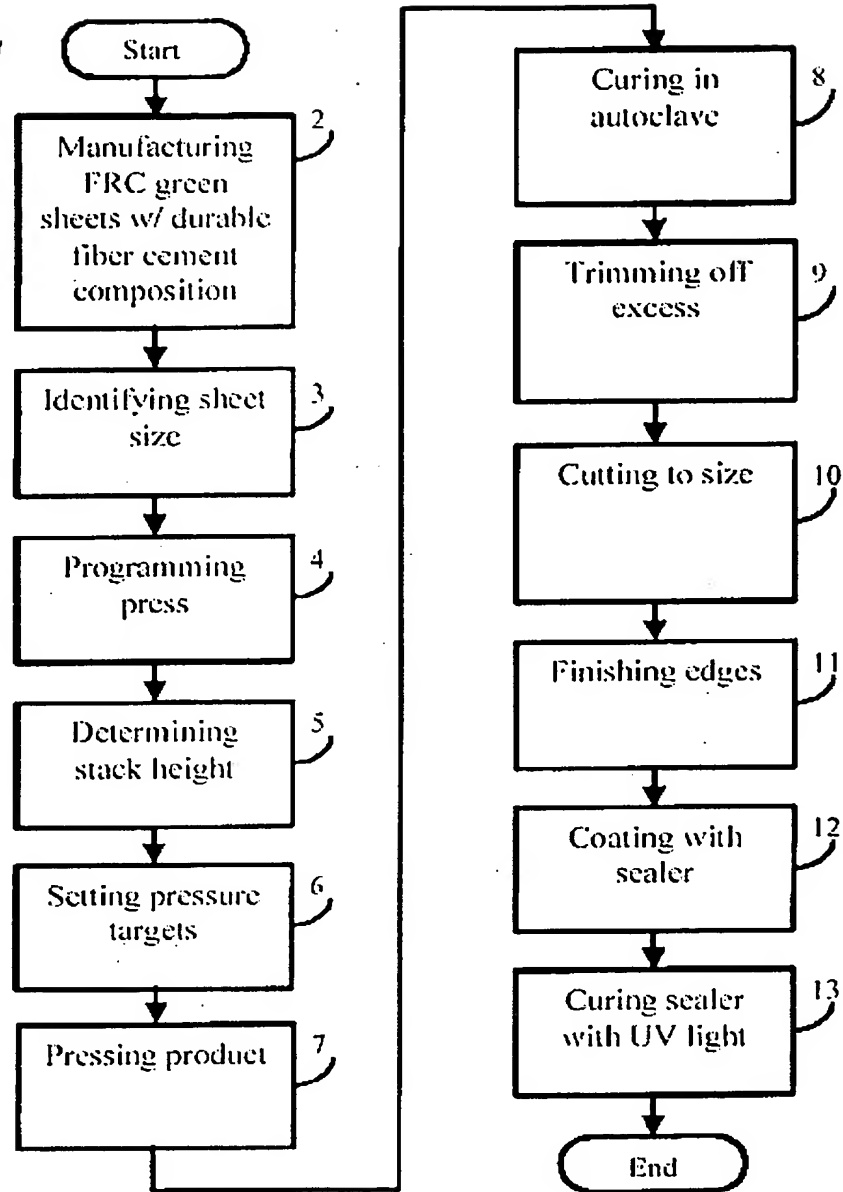 Start
2
Manufacturing
FRC green
sheets w/ durable
fiber cement
composition
3
Identifying sheet
size
4
Programming
press
5
Determining
stack height
6
Setting pressure
targets
7
Pressing product
8
Curing in
autoclave
9
Trimming off
excess
10
Cutting to size
11
Finishing edges
12
Coating with
sealer
13
Curing sealer
with UV light
End